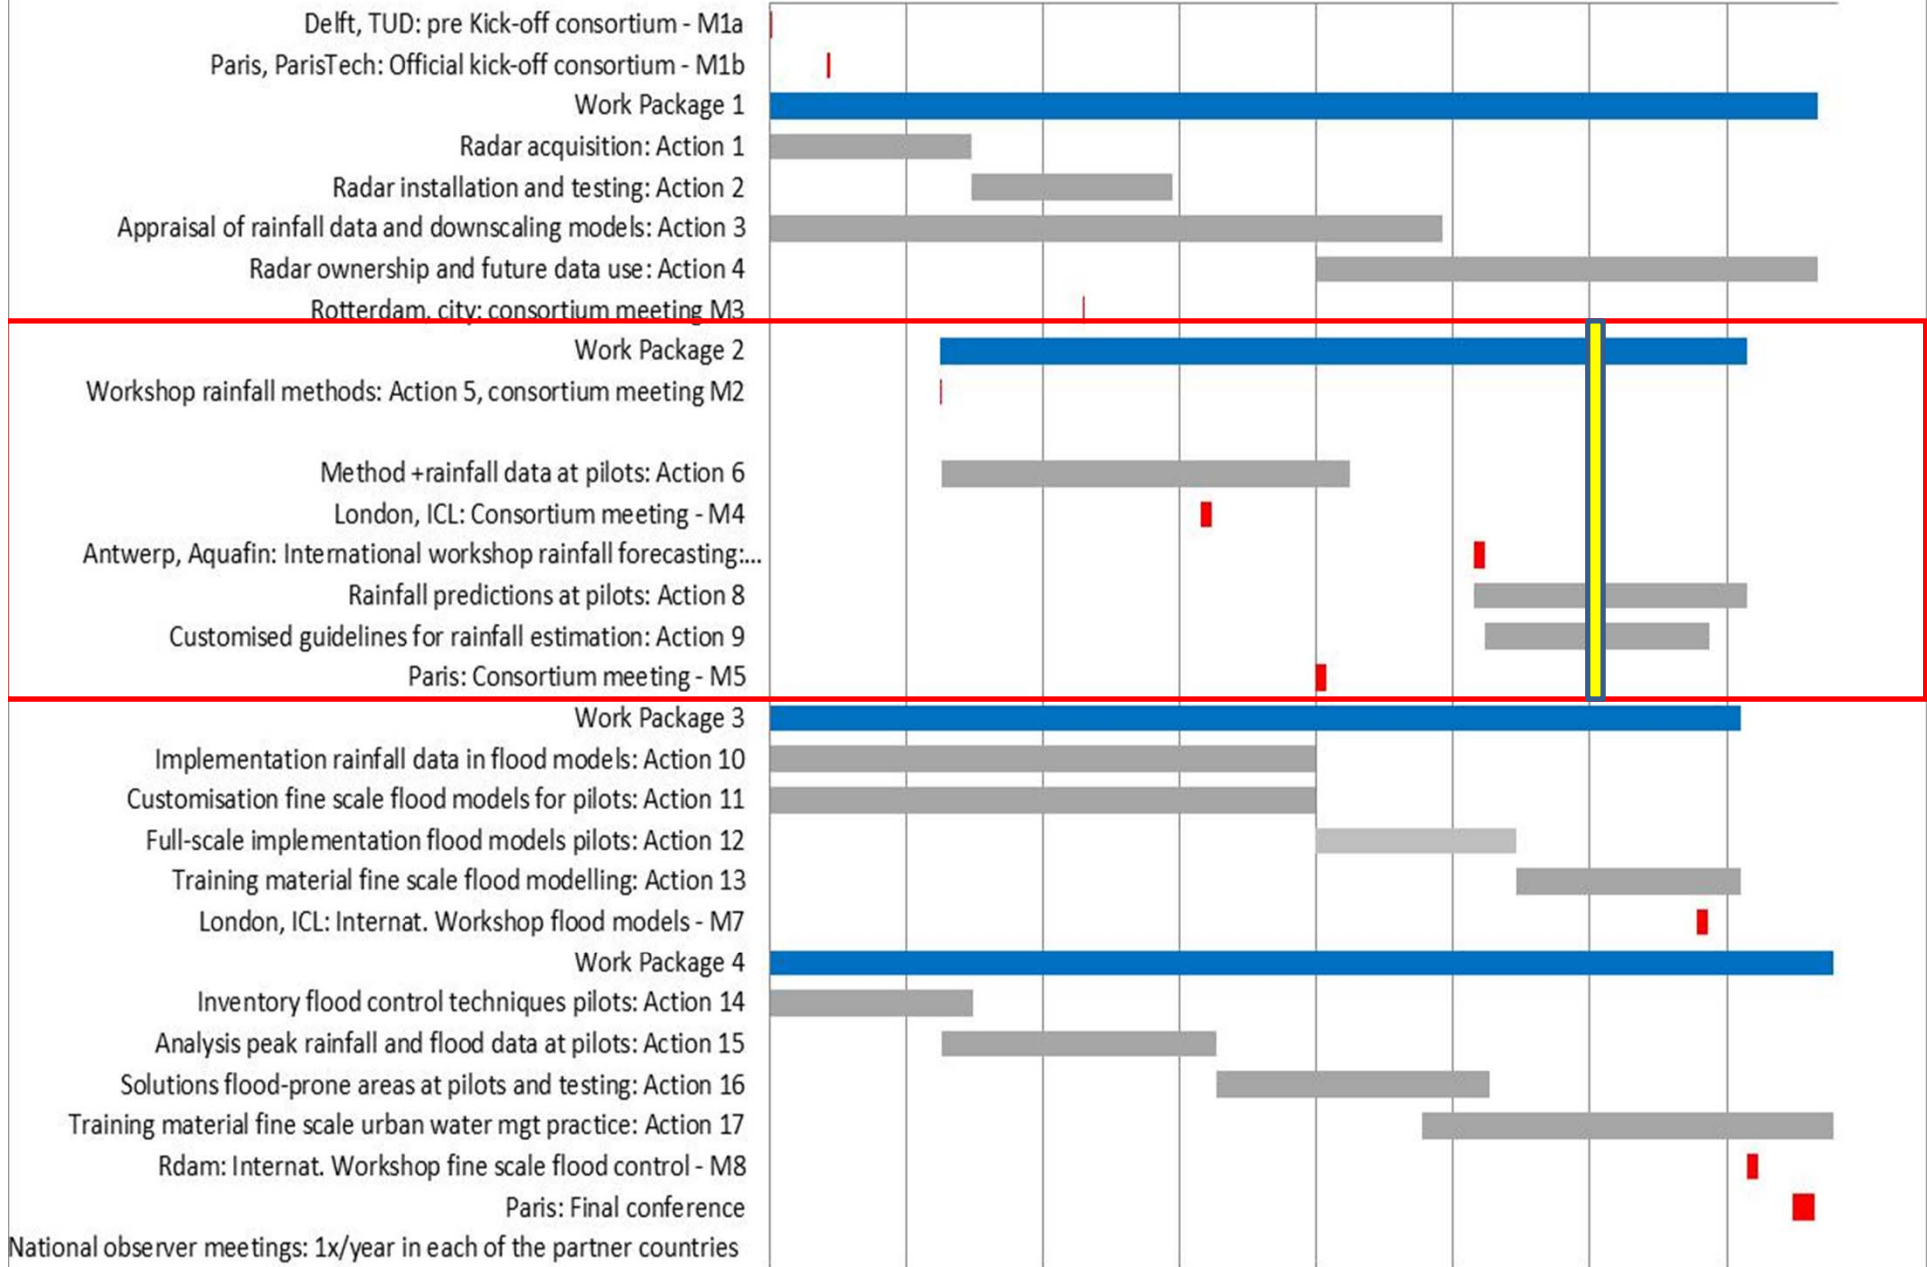 Delft, TUD: pre Kick-off consortium - M1a
Paris, ParisTech: Official kick-off consortium - M1b
Work Package 1
Radar acquisition: Action 1
Radar installation and testing: Action 2
Appraisal of rainfall data and downscaling models: Action 3
Radar ownership and future data use: Action 4
Rotterdam, city: consortium meeting M3
Work Package 2
Workshop rainfall methods: Action 5, consortium meeting M2
Method +rainfall data at pilots: Action 6
London, ICL: Consortium meeting - M4
Antwerp, Aquafin: International workshop rainfall forecasting:...
Rainfall predictions at pilots: Action 8
Customised guidelines for rainfall estimation: Action 9
Paris: Consortium meeting - M5
Work Package 3
Implementation rainfall data in flood models: Action 10
Customisation fine scale flood models for pilots: Action 11
Full-scale implementation flood models pilots: Action 12
Training material fine scale flood modelling: Action 13
London, ICL: Internat. Workshop flood models - M7
Work Package 4
Inventory flood control techniques pilots: Action 14
Analysis peak rainfall and flood data at pilots: Action 15
Solutions flood-prone areas at pilots and testing: Action 16
Training material fine scale urban water mgt practice: Action 17
Rdam: Internat. Workshop fine scale flood control - M8
Paris: Final conference
National observer meetings: 1x/year in each of the partner countries